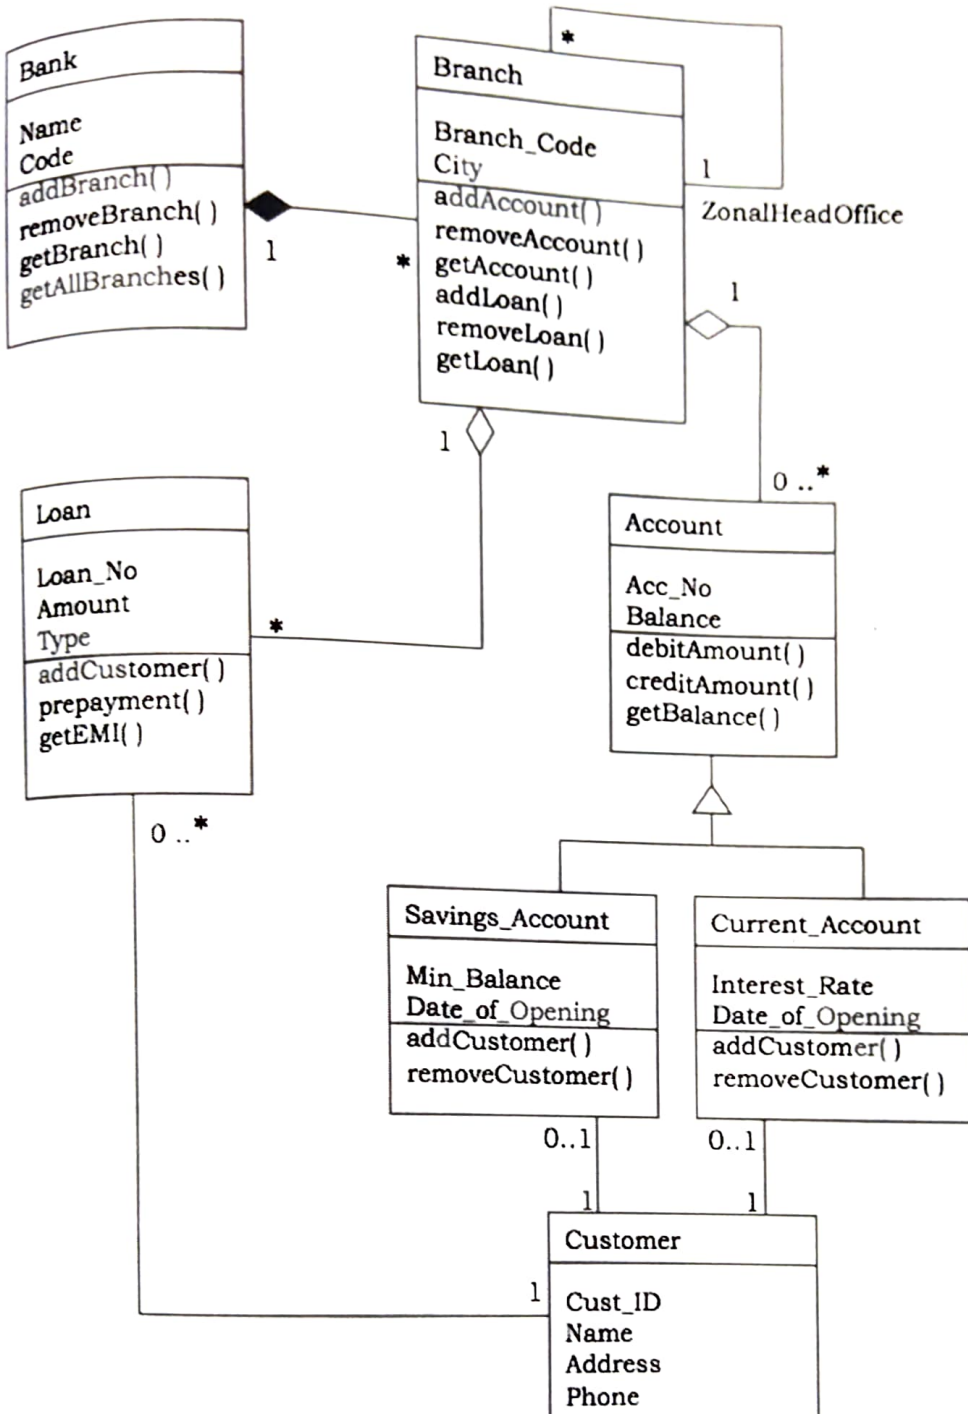 Bank
Name
Code
addBranch()
removeBranch()
getBranch()
getAllBranches()
1
*
Branch
Branch_Code
City
addAccount()
removeAccount()
getAccount()
addLoan()
removeLoan()
getLoan()
*
1
ZonalHeadOffice
1
0 ..*
1
*
Loan
Loan_No
Amount
Type
addCustomer()
prepayment()
getEMI()
0 ..*
Account
Acc_No
Balance
debitAmount()
creditAmount()
getBalance()
Savings_Account
Min_Balance
Date_of_Opening
addCustomer()
removeCustomer()
0..1
1
Current_Account
Interest_Rate
Date_of_Opening
addCustomer()
removeCustomer()
0..1
1
1
Customer
Cust_ID
Name
Address
Phone